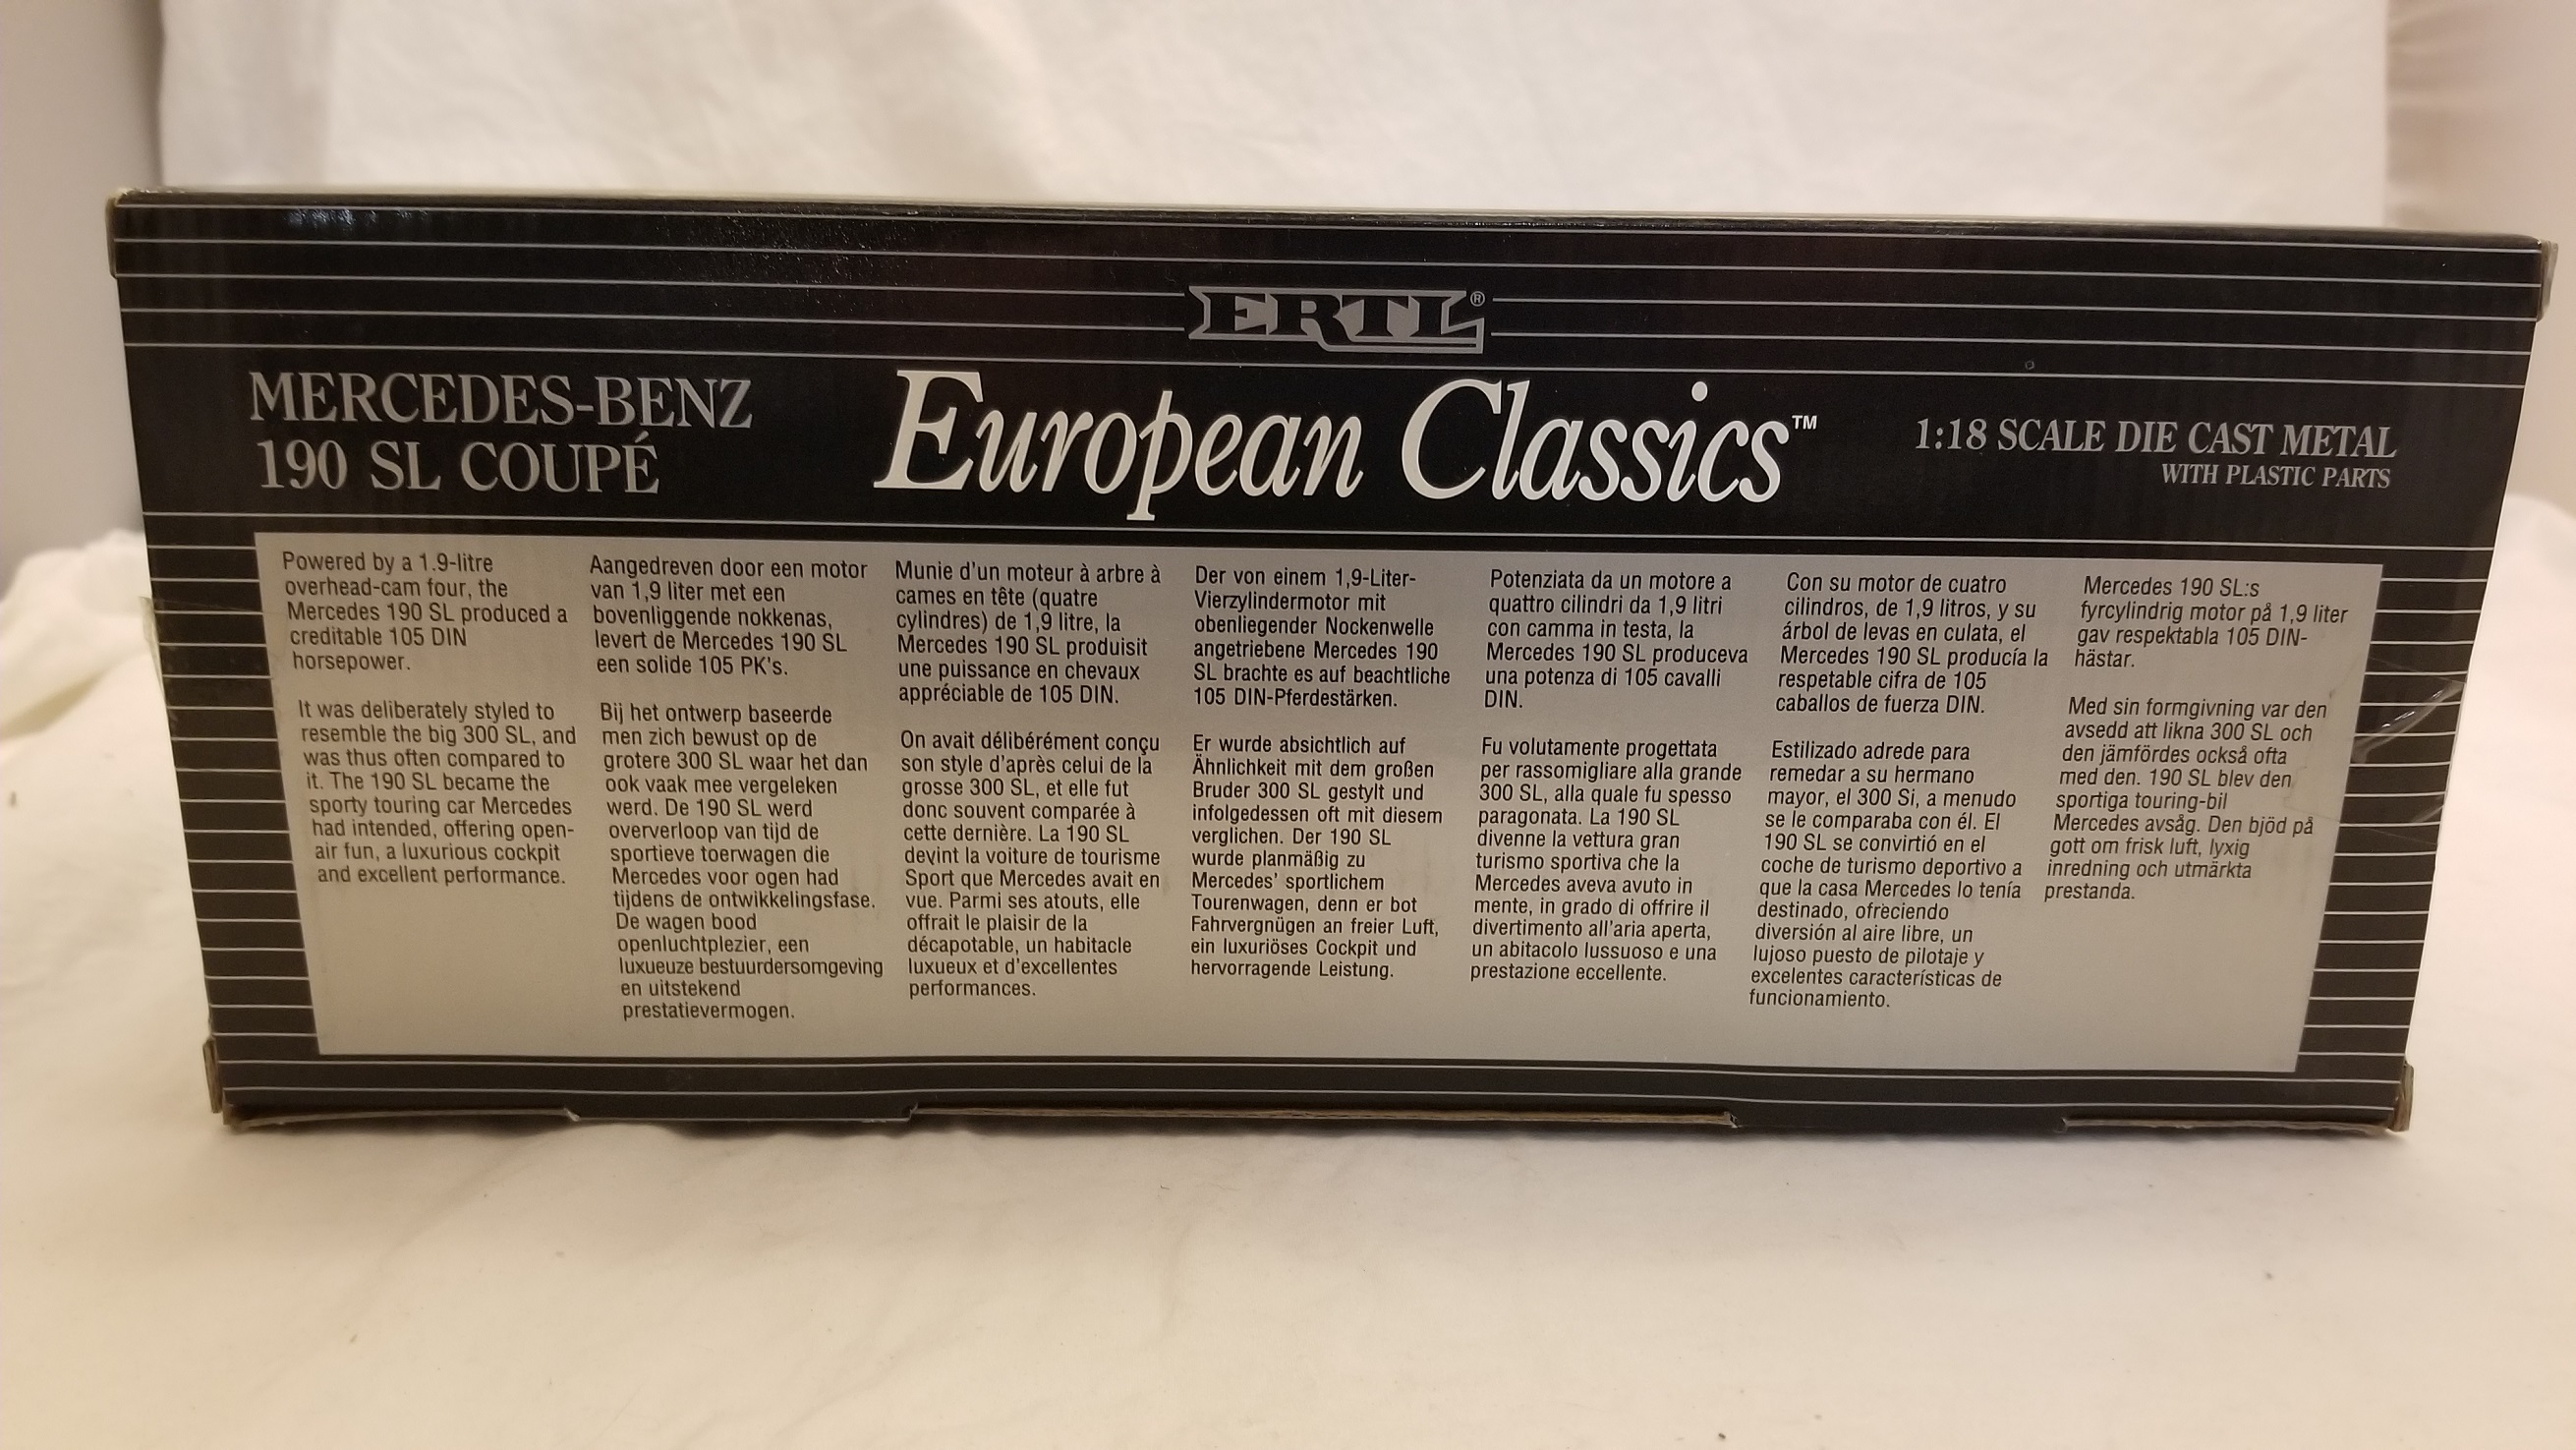 ERTL®
MERCEDES-BENZ
190 SL COUPÉ
European Classics™
1:18 SCALE DIE CAST METAL
WITH PLASTIC PARTS
Powered by a 1.9-litre
overhead-cam four, the
Mercedes 190 SL produced a
creditable 105 DIN
horsepower.
It was deliberately styled to
resemble the big 300 SL, and
was thus often compared to
it. The 190 SL became the
sporty touring car Mercedes
had intended, offering open-
air fun, a luxurious cockpit
and excellent performance.
Aangedreven door een motor
van 1,9 liter met een
bovenliggende nokkenas,
levert de Mercedes 190 SL
een solide 105 PK's.
Bij het ontwerp baseerde
men zich bewust op de
grotere 300 SL waar het dan
ook vaak mee vergeleken
werd. De 190 SL werd
oververloop van tijd de
sportieve toerwagen die
Mercedes voor ogen had
tijdens de ontwikkelingsfase.
De wagen bood
openluchtplezier, een
luxueuze bestuurdersomgeving
en uitstekend
prestatievermogen.
Munie d'un moteur à arbre à
cames en tête (quatre
cylindres) de 1,9 litre, la
Mercedes 190 SL produisit
une puissance en chevaux
appréciable de 105 DIN.
On avait délibérément conçu
son style d'après celui de la
grosse 300 SL, et elle fut
donc souvent comparée à
cette dernière. La 190 SL
devint la voiture de tourisme
Sport que Mercedes avait en
vue. Parmi ses atouts, elle
offrait le plaisir de la
décapotable, un habitacle
luxueux et d'excellentes
performances.
Der von einem 1,9-Liter-
Vierzylindermotor mit
obenliegender Nockenwelle
angetriebene Mercedes 190
SL brachte es auf beachtliche
105 DIN-Pferdestärken.
Er wurde absichtlich auf
Ähnlichkeit mit dem großen
Bruder 300 SL gestylt und
infolgedessen oft mit diesem
verglichen. Der 190 SL
wurde planmäßig zu
Mercedes' sportlichem
Tourenwagen, denn er bot
Fahrvergnügen an freier Luft,
ein luxuriöses Cockpit und
hervorragende Leistung.
Potenziata da un motore a
quattro cilindri da 1,9 litri
con camma in testa, la
Mercedes 190 SL produceva
una potenza di 105 cavalli
DIN.
Fu volutamente progettata
per rassomigliare alla grande
300 SL, alla quale fu spesso
paragonata. La 190 SL
divenne la vettura gran
turismo sportiva che la
Mercedes aveva avuto in
mente, in grado di offrire il
divertimento all'aria aperta,
un abitacolo lussuoso e una
prestazione eccellente.
Con su motor de cuatro
cilindros, de 1,9 litros, y su
árbol de levas en culata, el
Mercedes 190 SL producía la
respetable cifra de 105
caballos de fuerza DIN.
Estilizado adrede para
remedar a su hermano
mayor, el 300 Si, a menudo
se le comparaba con él. El
190 SL se convirtió en el
coche de turismo deportivo a
que la casa Mercedes lo tenía
destinado, ofreciendo
diversión al aire libre, un
lujoso puesto de pilotaje y
excelentes características de
funcionamiento.
Mercedes 190 SL:s
fyrcylindrig motor på 1,9 liter
gav respektabla 105 DIN-
hästar.
Med sin formgivning var den
avsedd att likna 300 SL och
den jämfördes också ofta
med den. 190 SL blev den
sportiga touring-bil
Mercedes avsåg. Den bjöd på
gott om frisk luft, lyxig
inredning och utmärkta
prestanda.